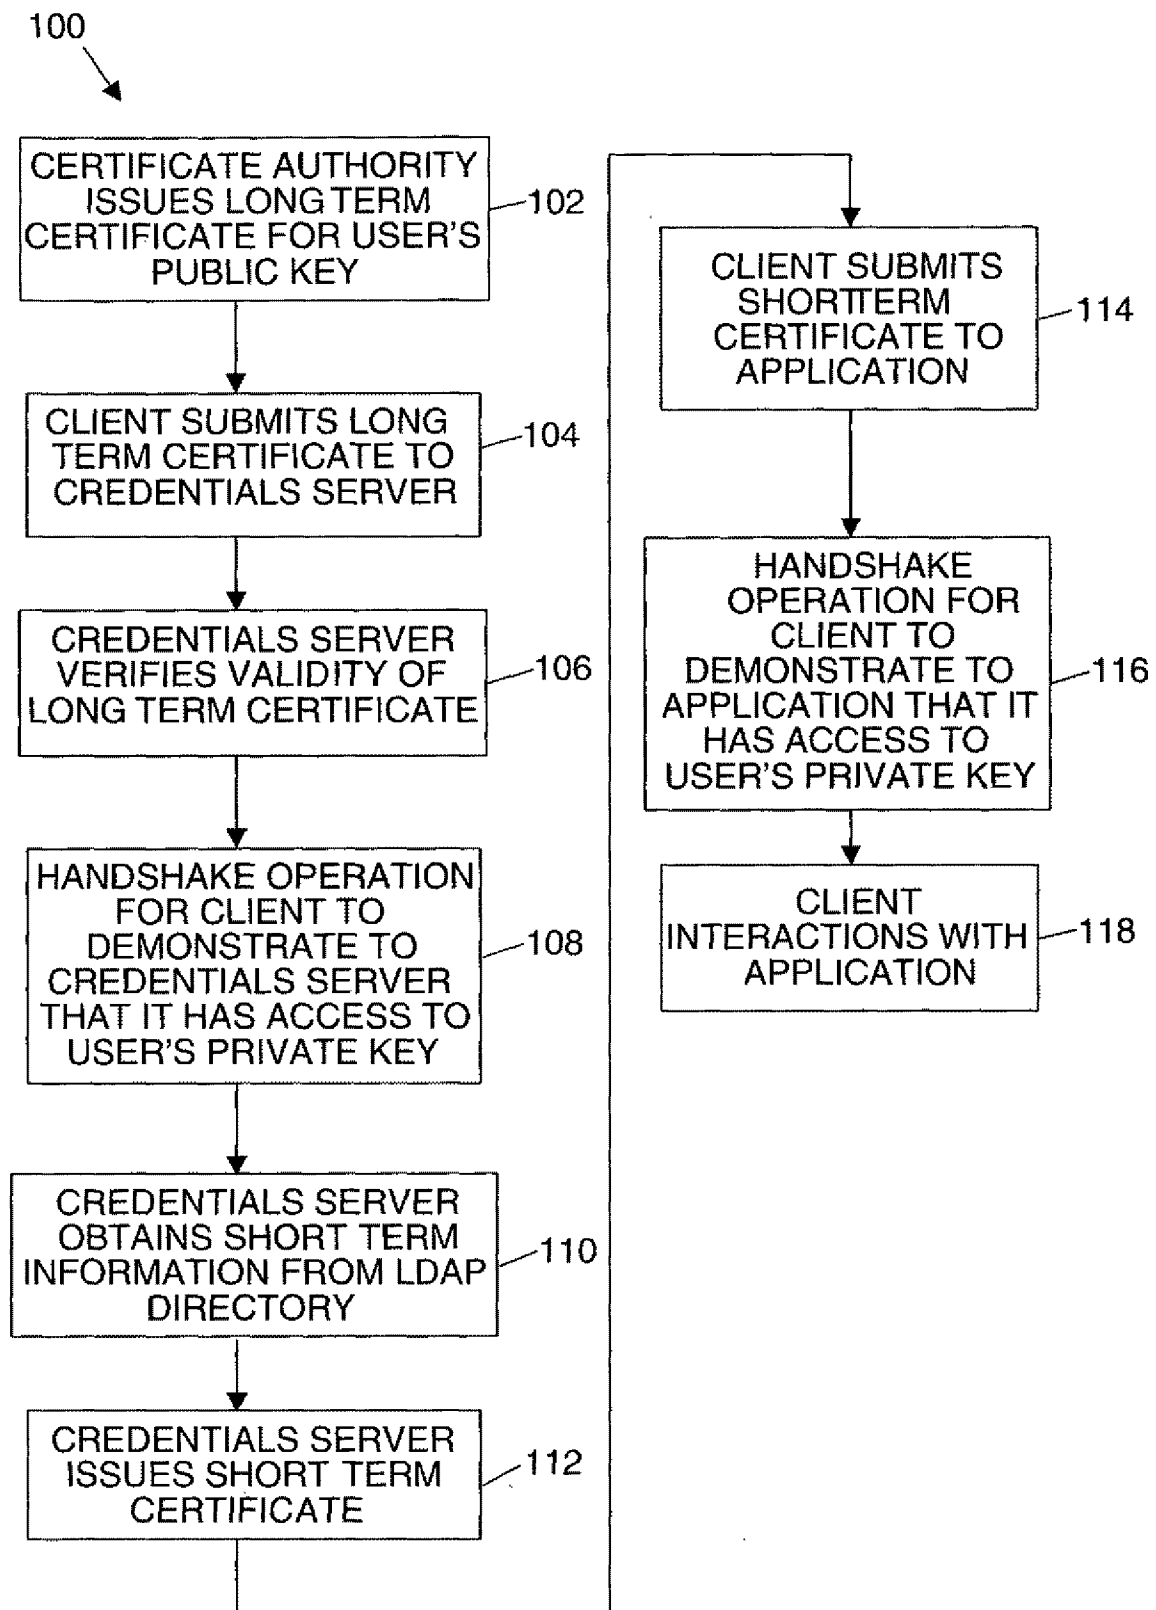 100
CERTIFICATE AUTHORITY
ISSUES LONG TERM
CERTIFICATE FOR USER'S
PUBLIC KEY
102
CLIENT SUBMITS LONG
TERM CERTIFICATE TO
CREDENTIALS SERVER
104
CREDENTIALS SERVER
VERIFIES VALIDITY OF
LONG TERM CERTIFICATE
106
HANDSHAKE OPERATION
FOR CLIENT TO
DEMONSTRATE TO
CREDENTIALS SERVER
THAT IT HAS ACCESS TO
USER'S PRIVATE KEY
108
CREDENTIALS SERVER
OBTAINS SHORT TERM
INFORMATION FROM LDAP
DIRECTORY
110
CREDENTIALS SERVER
ISSUES SHORT TERM
CERTIFICATE
112
CLIENT SUBMITS
SHORT TERM
CERTIFICATE TO
APPLICATION
114
HANDSHAKE
OPERATION FOR
CLIENT TO
DEMONSTRATE TO
APPLICATION THAT IT
HAS ACCESS TO
USER'S PRIVATE KEY
116
CLIENT
INTERACTIONS WITH
APPLICATION
118